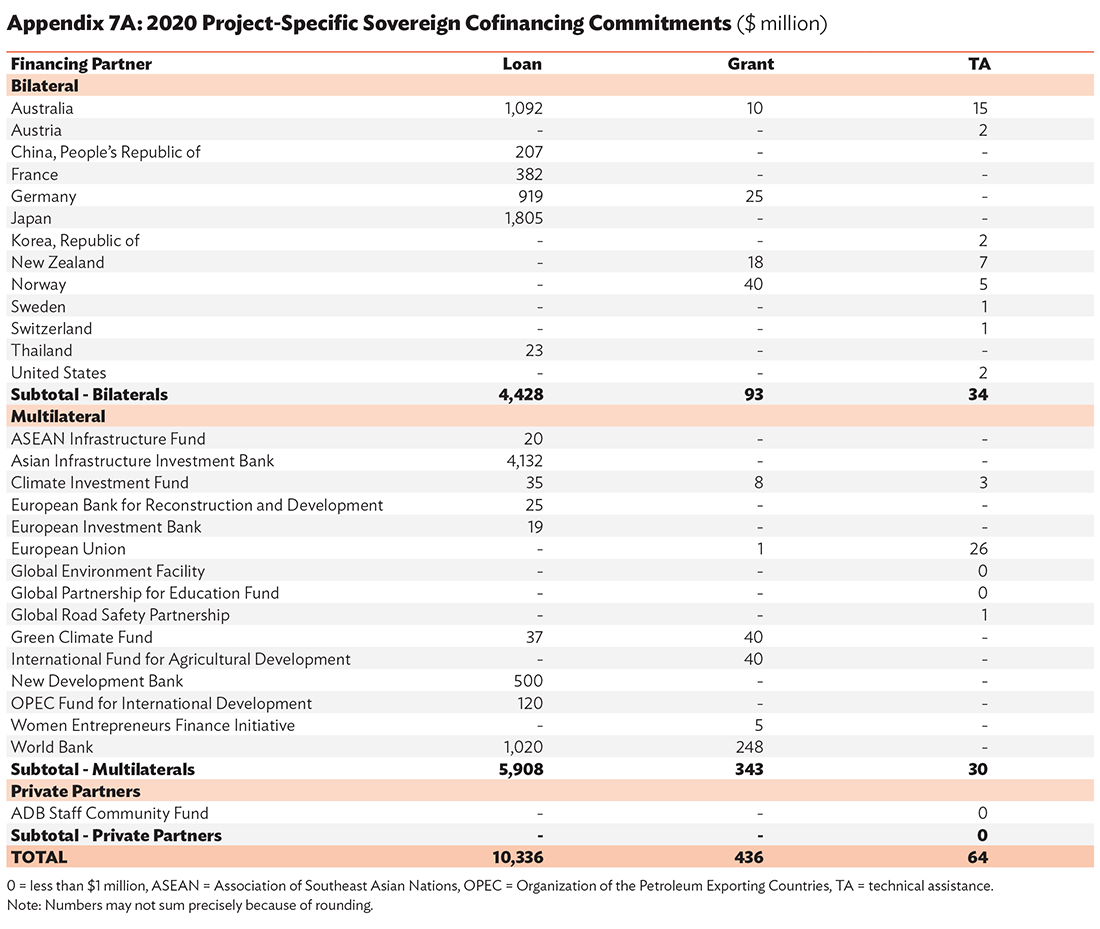 Appendix 7A: 2020 Project-Specific Sovereign Cofinancing Commitments ($ million)
Financing Partner Loan Grant TA
Bilateral
Australia 1,092 10 15
Austria - - 2
China, People’s Republic of 207 - -
France 382 - -
Germany 919 25 -
Japan 1,805 - -
Korea, Republic of - - 2
New Zealand - 18 7
Norway - 40 5
Sweden - - 1
Switzerland - - 1
Thailand 23 - -
United States - - 2
Subtotal - Bilaterals 4,428 93 34
Multilateral
ASEAN Infrastructure Fund 20 - -
Asian Infrastructure Investment Bank 4,132 - -
Climate Investment Fund 35 8 3
European Bank for Reconstruction and Development 25 - -
European Investment Bank 19 - -
European Union - 1 26
Global Environment Facility - - 0
Global Partnership for Education Fund - - 0
Global Road Safety Partnership - - 1
Green Climate Fund 37 40 -
International Fund for Agricultural Development - 40 -
New Development Bank 500 - -
OPEC Fund for International Development 120 - -
Women Entrepreneurs Finance Initiative - 5 -
World Bank 1,020 248 -
Subtotal - Multilaterals 5,908 343 30
Private Partners
ADB Staff Community Fund - - 0
Subtotal - Private Partners - - 0
TOTAL 10,336 436 64
0 = less than $1 million, ASEAN = Association of Southeast Asian Nations, OPEC = Organization of the Petroleum Exporting Countries, TA = technical assistance.
Note: Numbers may not sum precisely because of rounding.